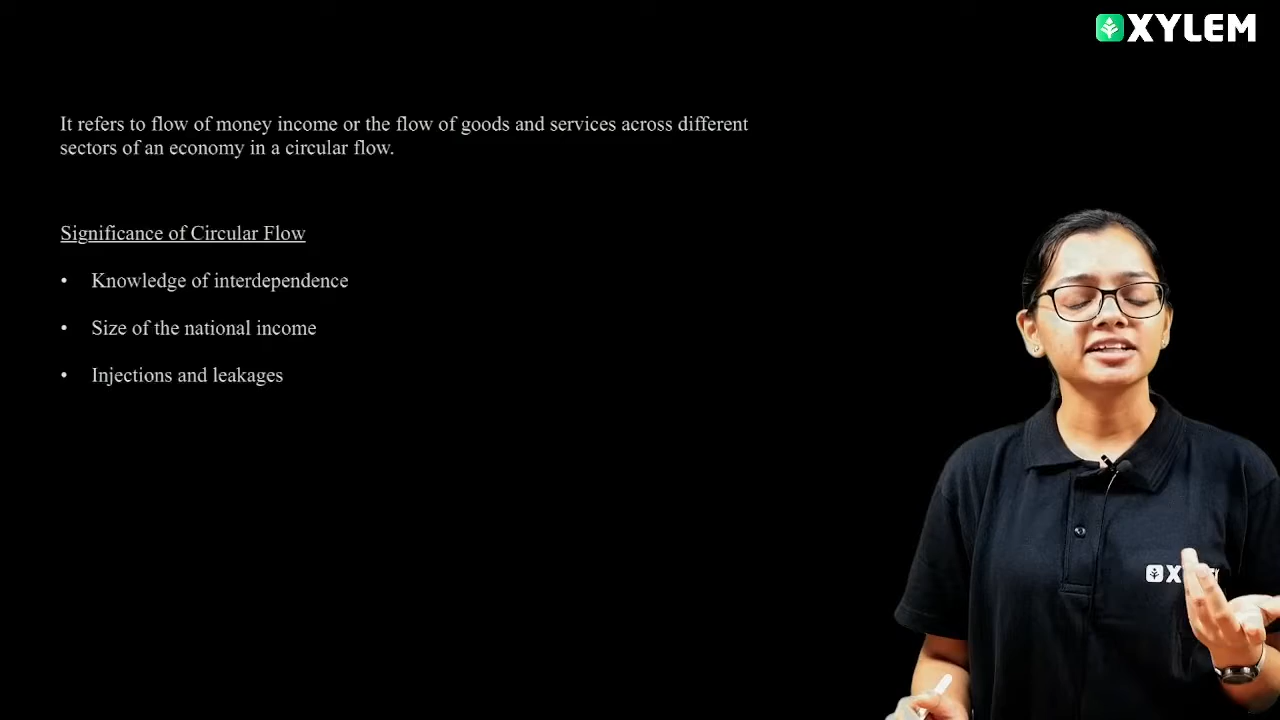 XYLEM
It refers to flow of money income or the flow of goods and services across different
sectors of an economy in a circular flow.
Significance of Circular Flow
• Knowledge of interdependence
• Size of the national income
• Injections and leakages